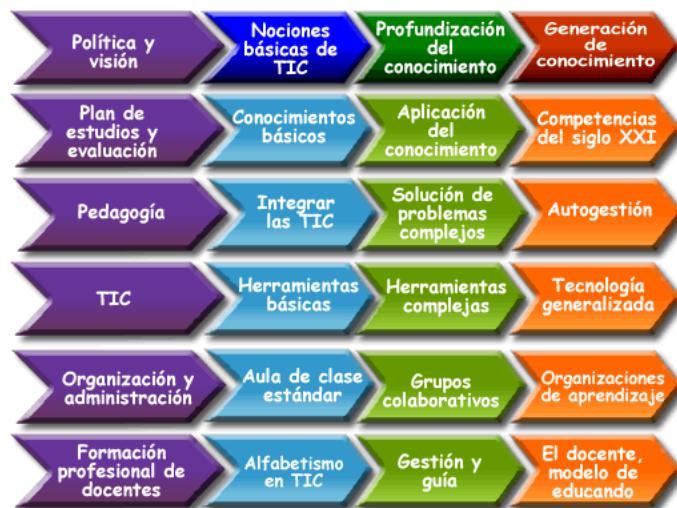 Política y
visión
Nociones
básicas de
TIC
Profundización
del
conocimiento
Generación
de
conocimiento
Plan de
estudios y
evaluación
Conocimientos
básicos
Aplicación
del
conocimiento
Competencias
del siglo XXI
Pedagogía
Integrar
las TIC
Solución de
problemas
complejos
Autogestión
TIC
Herramientas
básicas
Herramientas
complejas
Tecnología
generalizada
Organización y
administración
Aula de clase
estándar
Grupos
colaborativos
Organizaciones
de aprendizaje
Formación
profesional de
docentes
Alfabetismo
en TIC
Gestión y
guía
El docente,
modelo de
educando